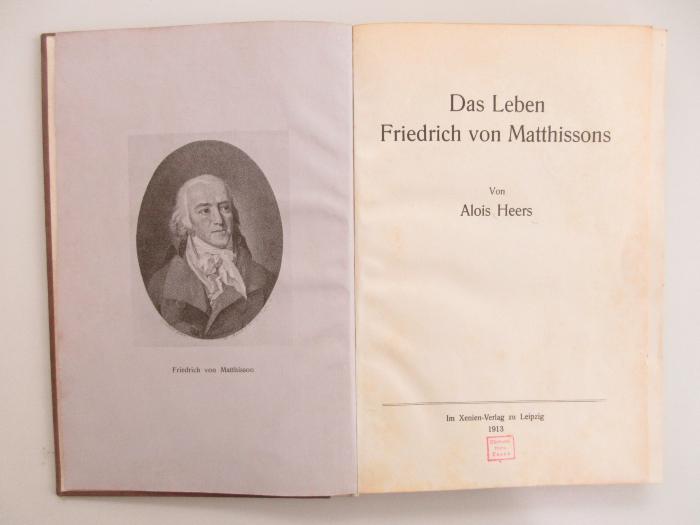 Friedrich von Matthisson
Das Leben
Friedrich von Matthissons
Von
Alois Heers
Im Xenien-Verlag zu Leipzig
1913